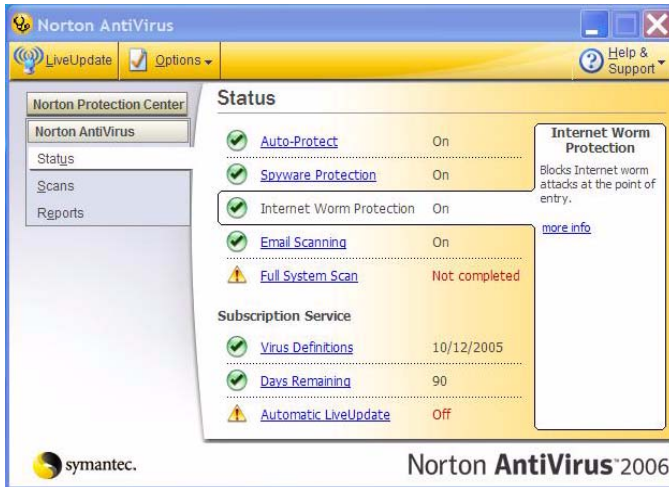 Norton AntiVirus
LiveUpdate Options Help & Support
Norton Protection Center
Norton AntiVirus
Status
Scans
Reports
Status
Auto-Protect On
Spyware Protection On
Internet Worm Protection On
Email Scanning On
Full System Scan Not completed
Subscription Service
Virus Definitions 10/12/2005
Days Remaining 90
Automatic LiveUpdate Off
Internet Worm
Protection
Blocks Internet worm
attacks at the point of
entry.
more info
symantec.
Norton AntiVirus™ 2006